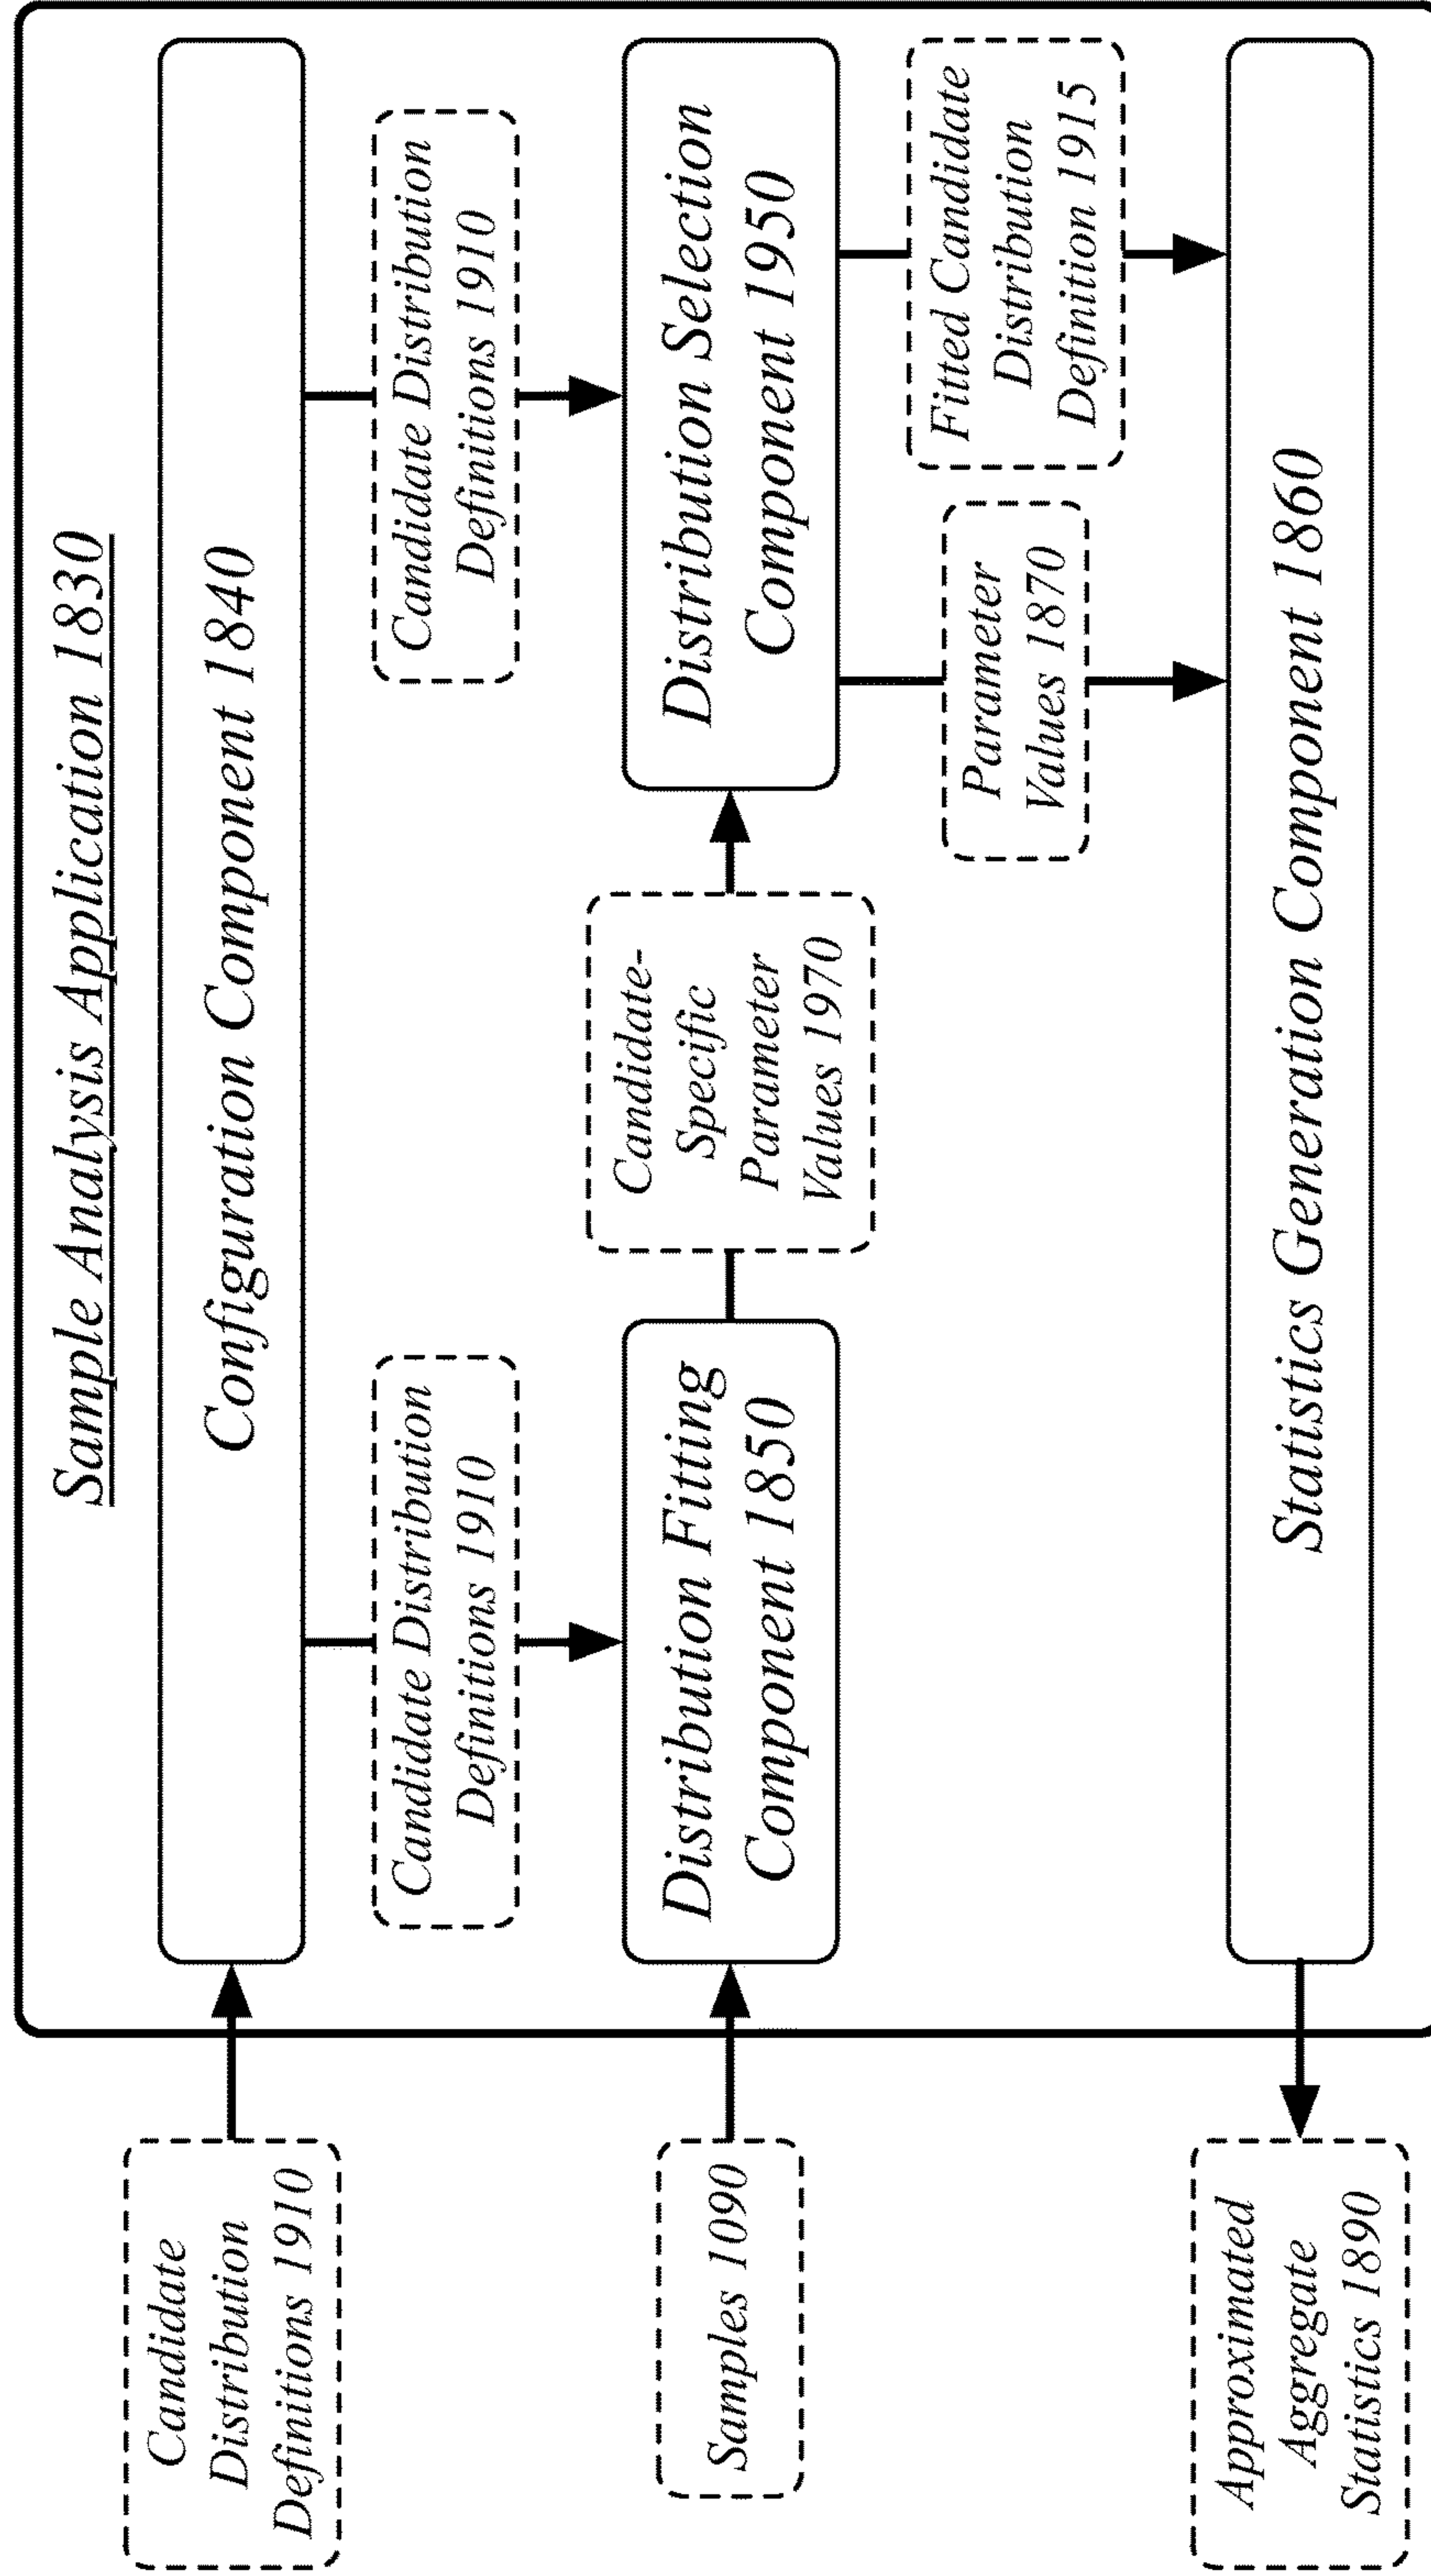 Sample Analysis Application 1830
Candidate
Distribution
Definitions 1910
Configuration Component 1840
Candidate Distribution
Definitions 1910
Candidate Distribution
Definitions 1910
Samples 1090
Distribution Fitting
Component 1850
Candidate-
Specific
Parameter
Values 1970
Distribution Selection
Component 1950
Parameter
Values 1870
Fitted Candidate
Distribution
Definition 1915
Approximated
Aggregate
Statistics 1890
Statistics Generation Component 1860